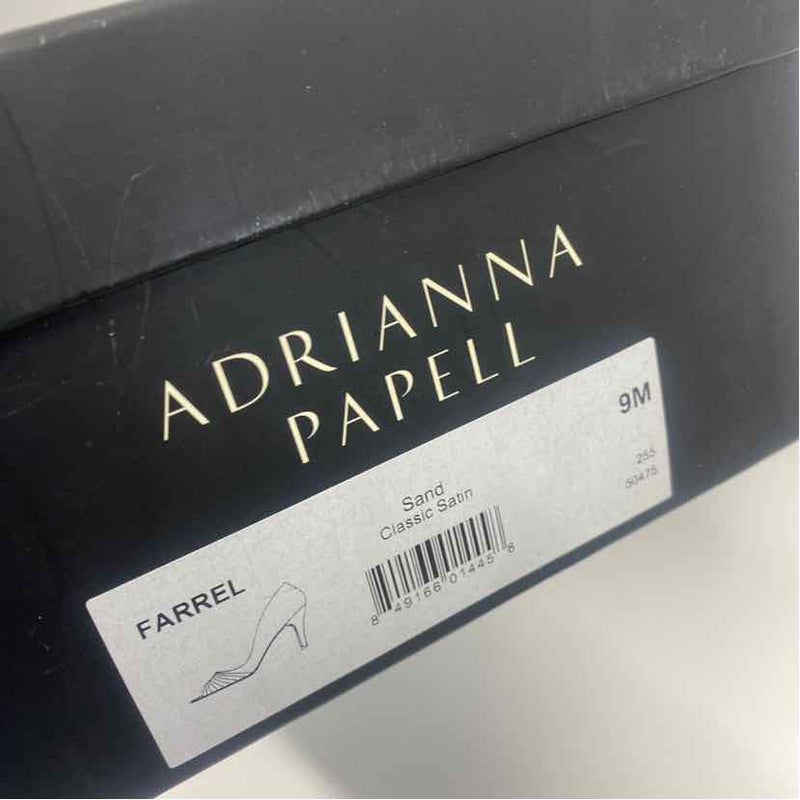 ADRIANNA
PAPELL
9M
Sand
Classic Satin
255
50475
FARREL
8 49166 01445 8